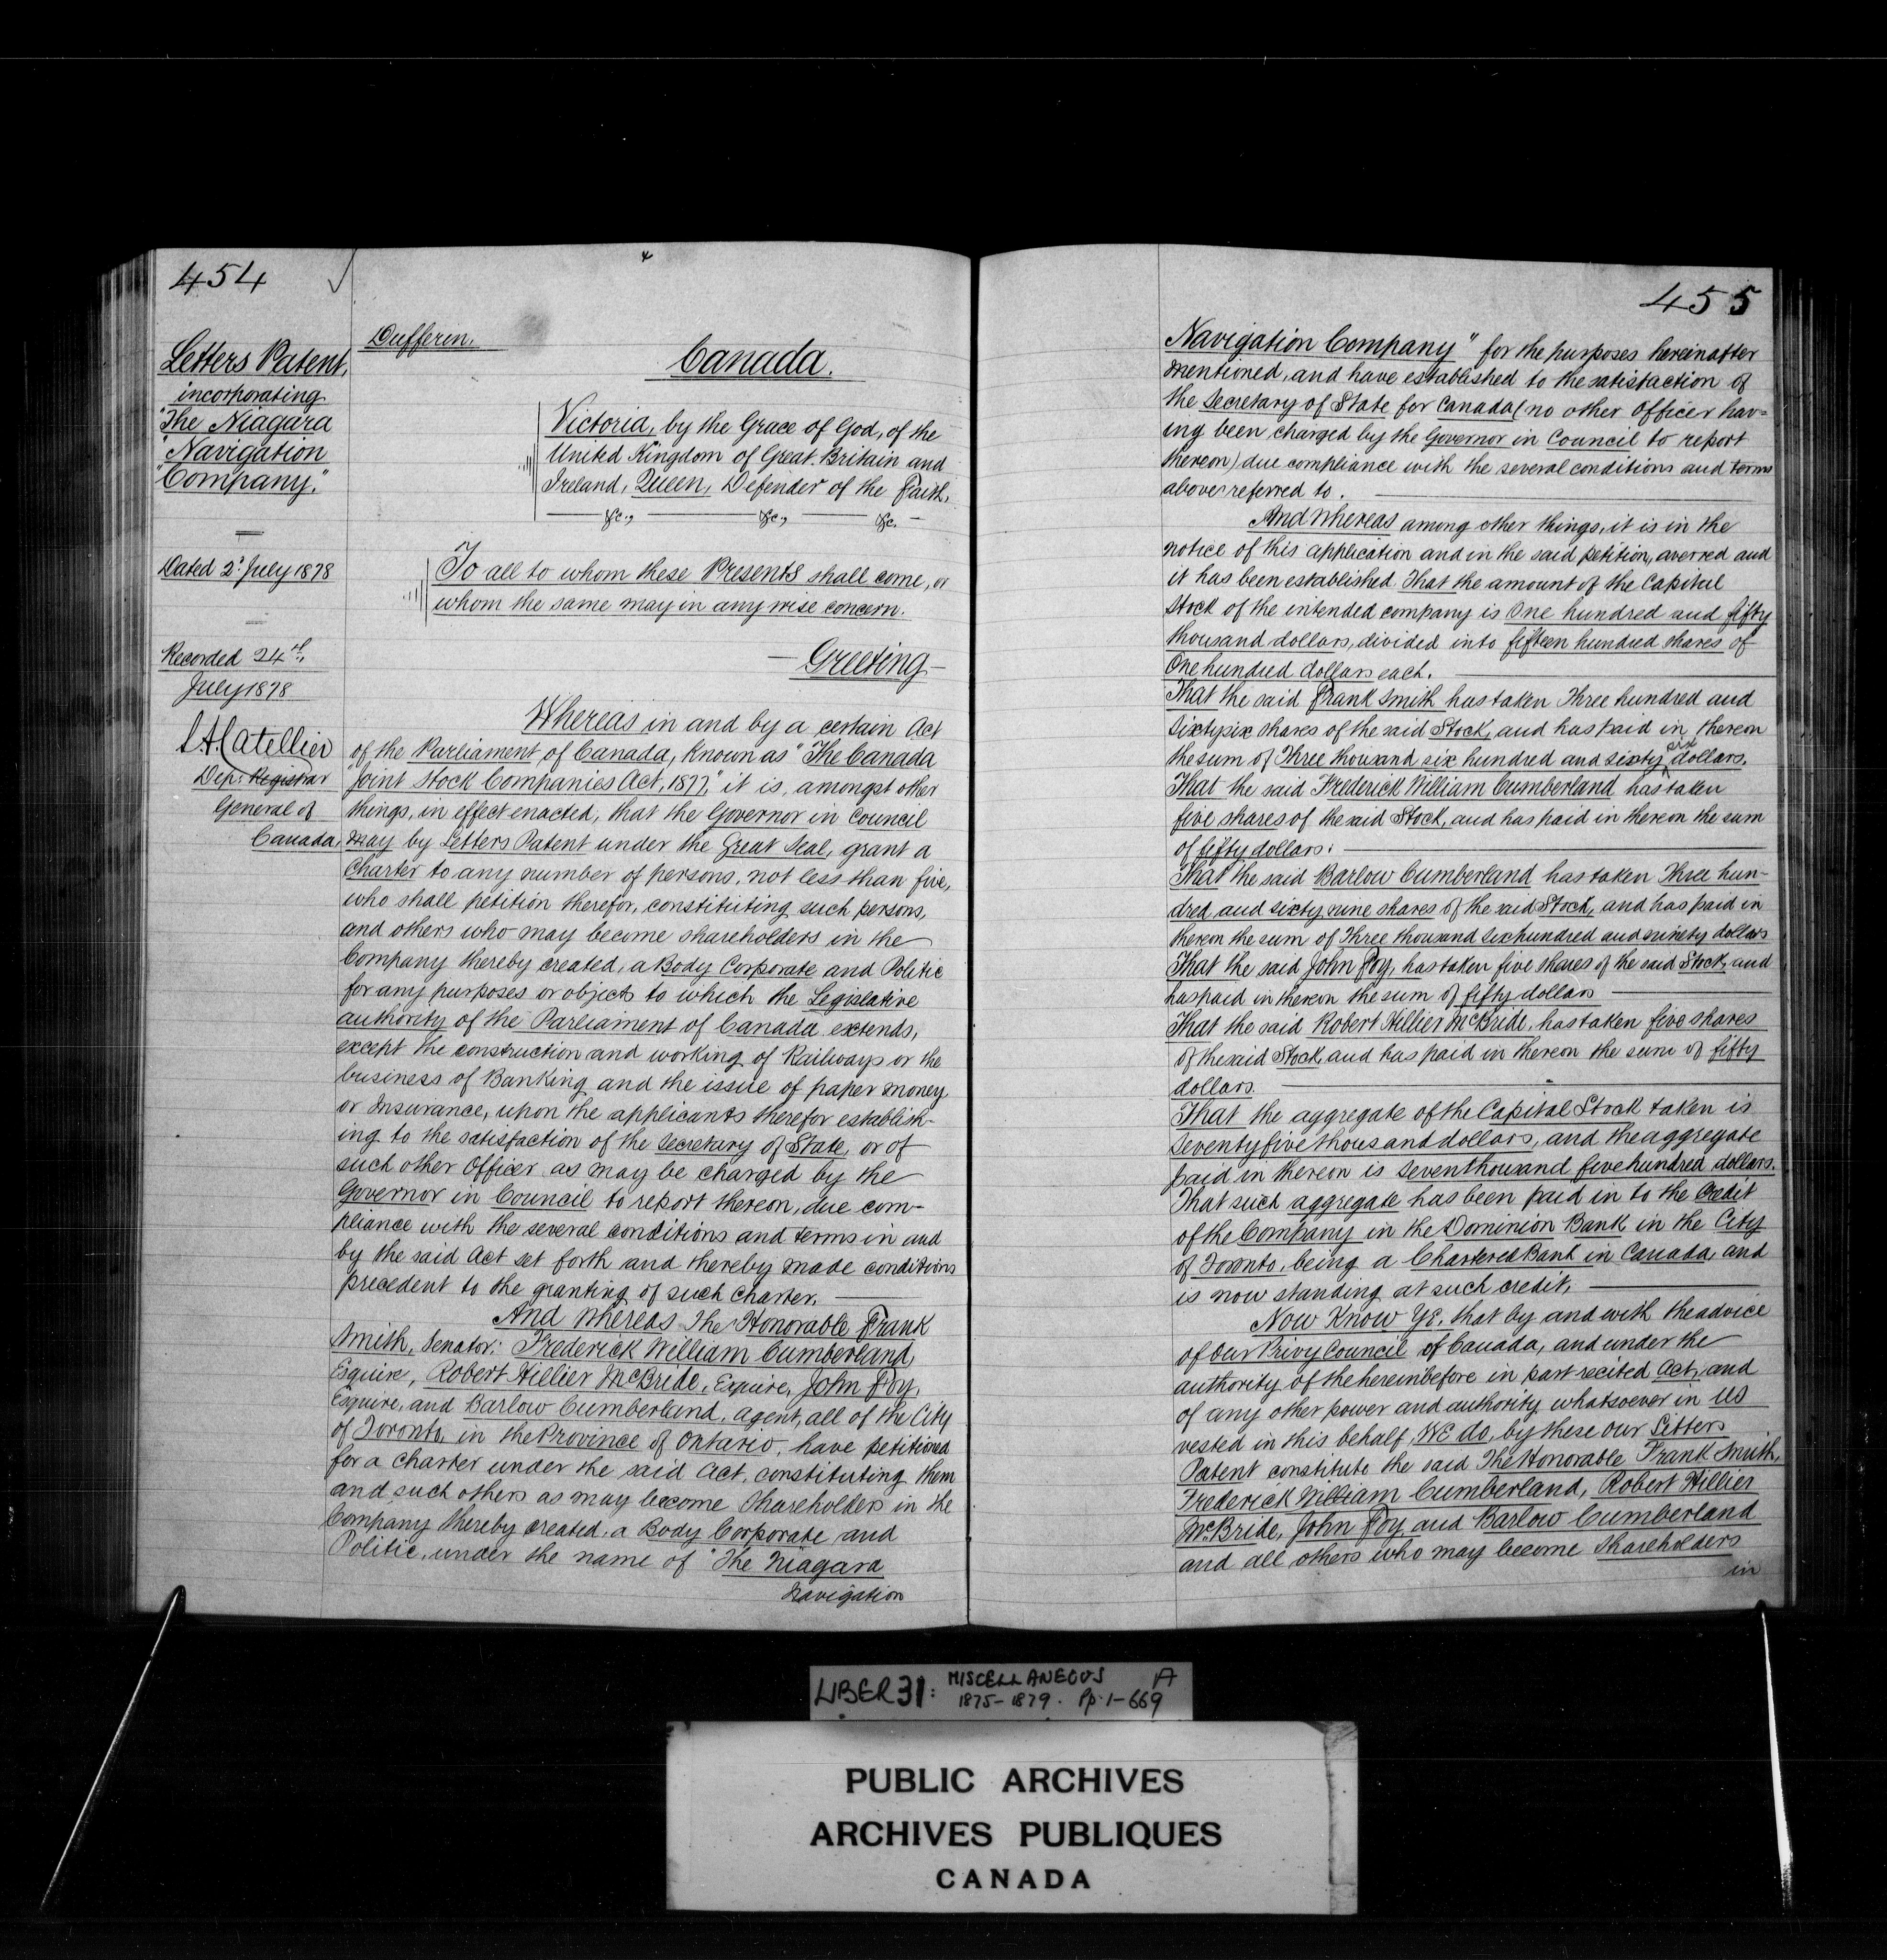 454
Letters Patent,
incorporating
"The Niagara
"Navigation
"Company."
Dated 2d July 1878
Recorded 24th
July 1878
Dep. Registrar
General of
Canada.
Dufferin.
Canada.
Victoria, by the Grace of God, of the
United Kingdom of Great Britain and
Ireland, Queen, Defender of the Faith,
&c., &c., &c.
To all to whom these Presents shall come, or
whom the same may in anywise concern.
Greeting
Whereas in and by a certain Act
of the Parliament of Canada, known as "The Canada
"Joint Stock Companies Act, 1877," it is, amongst other
things, in effect enacted, that the Governor in Council
may by Letters Patent under the Great Seal, grant a
Charter to any number of persons, not less than five,
who shall petition therefor, constituting such persons,
and others who may become shareholders in the
Company thereby created, a Body Corporate and Politic
for any purposes or objects to which the Legislative
authority of the Parliament of Canada extends,
except the construction and working of Railways or the
business of Banking and the issue of paper money
or Insurance, upon the applicants therefor establish-
ing to the satisfaction of the Secretary of State, or of
such other Officer as may be charged by the
Governor in Council to report thereon, due com-
pliance with the several conditions and terms in and
by the said Act set forth and thereby made conditions
precedent to the granting of such Charter.
And Whereas The Honorable Frank
Smith, Senator: Frederick William Cumberland,
Esquire, Robert Hillier McBride, Esquire, John Foy,
Esquire, and Barlow Cumberland, Agent, all of the City
of Toronto, in the Province of Ontario, have petitioned
for a Charter under the said Act, constituting them
and such others as may become Shareholders in the
Company thereby created, a Body Corporate and
Politic, under the name of "The Niagara
Navigation
455
Navigation Company" for the purposes hereinafter
mentioned, and have established to the satisfaction of
the Secretary of State for Canada (no other Officer hav=
ing been charged by the Governor in Council to report
thereon) due compliance with the several conditions and terms
above referred to.
And Whereas among other things, it is in the
notice of this application and in the said petition, averred and
it has been established. That the amount of the Capital
Stock of the intended company is One hundred and fifty
thousand dollars, divided into fifteen hundred shares of
One hundred dollars each.
That the said Frank Smith has taken Three hundred and
sixty six shares of the said Stock, and has paid in thereon
the sum of Three thousand six hundred and sixty six dollars.
That the said Frederick William Cumberland has taken
five shares of the said Stock, and has paid in thereon the sum
of fifty dollars:
That the said Barlow Cumberland has taken Three hun-
dred and sixty nine shares of the said Stock, and has paid in
thereon the sum of Three thousand six hundred and ninety dollars
That the said John Foy, has taken five shares of the said Stock, and
has paid in thereon the sum of fifty dollars
That the said Robert Hillier McBride, has taken five shares
of the said Stock, and has paid in thereon the sum of fifty
dollars.
That the aggregate of the Capital Stock taken is
seventy five thousand dollars, and the aggregate
paid in thereon is seven thousand five hundred dollars.
That such aggregate has been paid in to the Credit
of the Company in the Dominion Bank in the City
of Toronto, being a Chartered Bank in Canada, and
is now standing at such credit,
Now Know Ye, that by and with the advice
of Our Privy Council of Canada, and under the
authority of the hereinbefore in part recited Act, and
of any other power and authority whatsoever in Us
vested in this behalf, We do, by these Our Letters
Patent constitute the said The Honorable Frank Smith,
Frederick William Cumberland, Robert Hillier
McBride, John Foy and Barlow Cumberland
and all others who may become Shareholders
in
LIBER 31: MISCELLANEOUS A
1875-1879. Pp. 1-669
PUBLIC ARCHIVES
ARCHIVES PUBLIQUES
CANADA